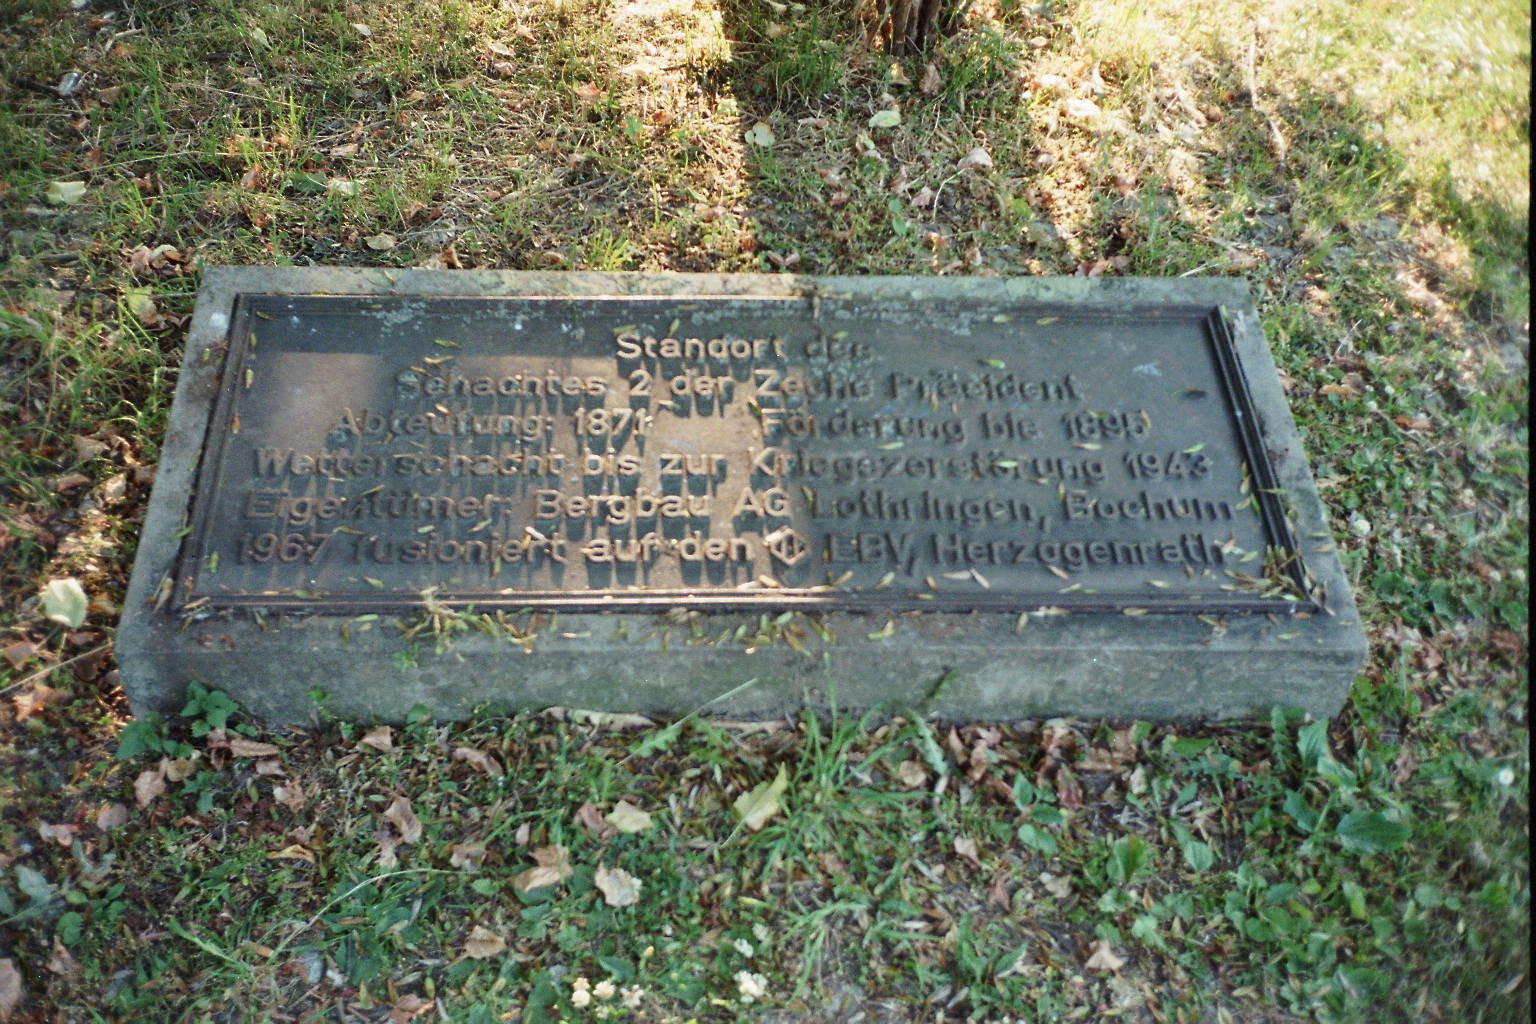 Standort des
Schachtes 2 der Zeche Präsident
Abteufung: 1871 Förderung bis 1895
Wetterschacht bis zur Kriegszerstörung 1943
Eigentümer: Bergbau AG Lothringen, Bochum
1967 fusioniert auf den EBV, Herzogenrath